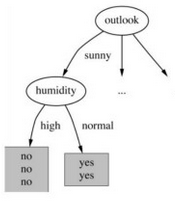 outlook
sunny
humidity
...
high
normal
no
no
no
yes
yes